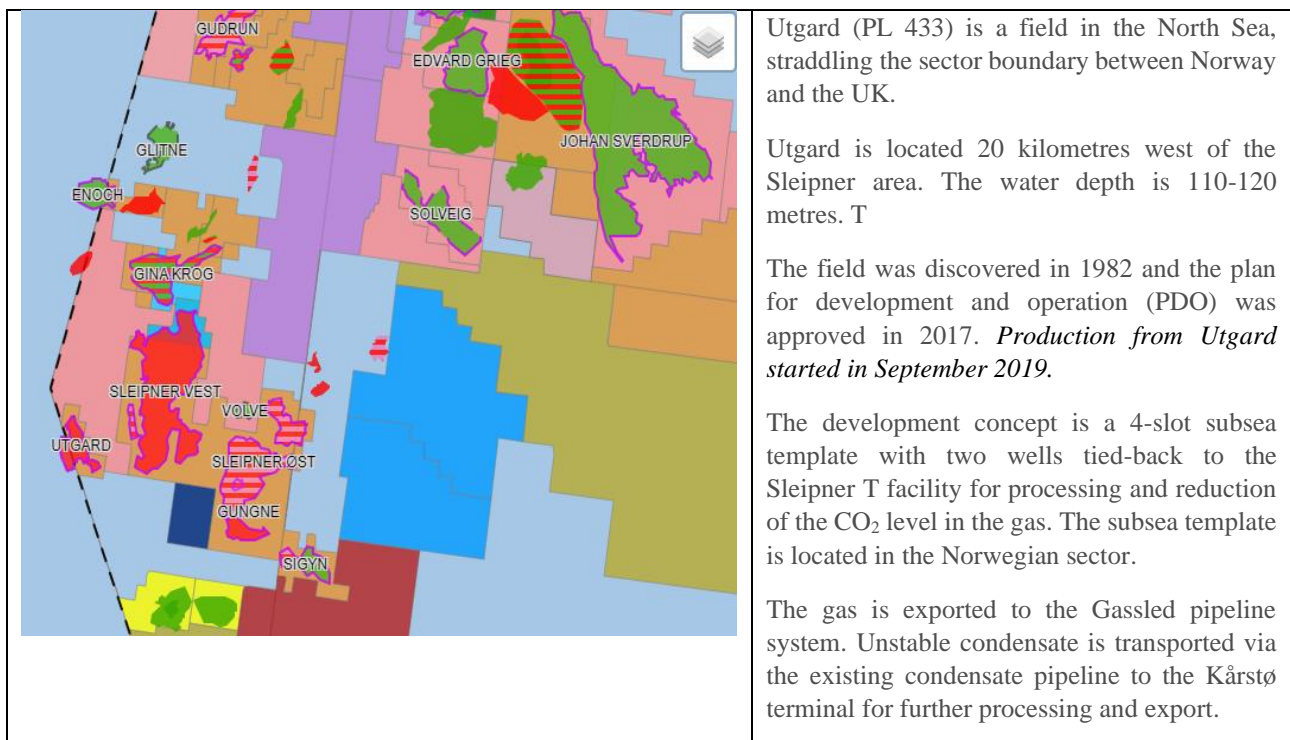 GUDRUN
EDVARD GRIEG
GLITNE
JOHAN SVERDRUP
ENOCH
SOLVEIG
GINA KROG
SLEIPNER VEST
VOLVE
UTGARD
SLEIPNER ØST
GUNGNE
SIGYN
Utgard (PL 433) is a field in the North Sea,
straddling the sector boundary between Norway
and the UK.
Utgard is located 20 kilometres west of the
Sleipner area. The water depth is 110-120
metres. T
The field was discovered in 1982 and the plan
for development and operation (PDO) was
approved in 2017. Production from Utgard
started in September 2019.
The development concept is a 4-slot subsea
template with two wells tied-back to the
Sleipner T facility for processing and reduction
of the CO₂ level in the gas. The subsea template
is located in the Norwegian sector.
The gas is exported to the Gassled pipeline
system. Unstable condensate is transported via
the existing condensate pipeline to the Kårstø
terminal for further processing and export.